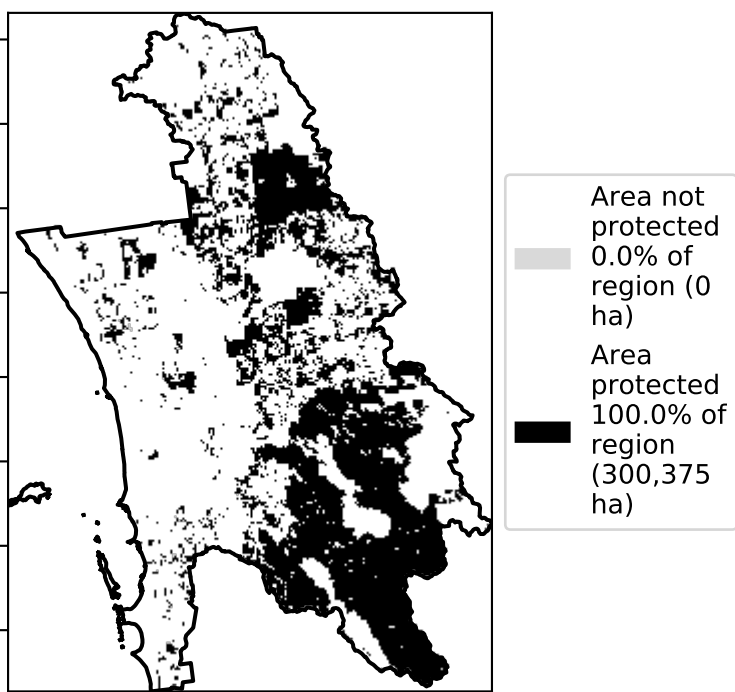 Area not
protected
0.0% of
region (0
ha)
Area
protected
100.0% of
region
(300,375
ha)